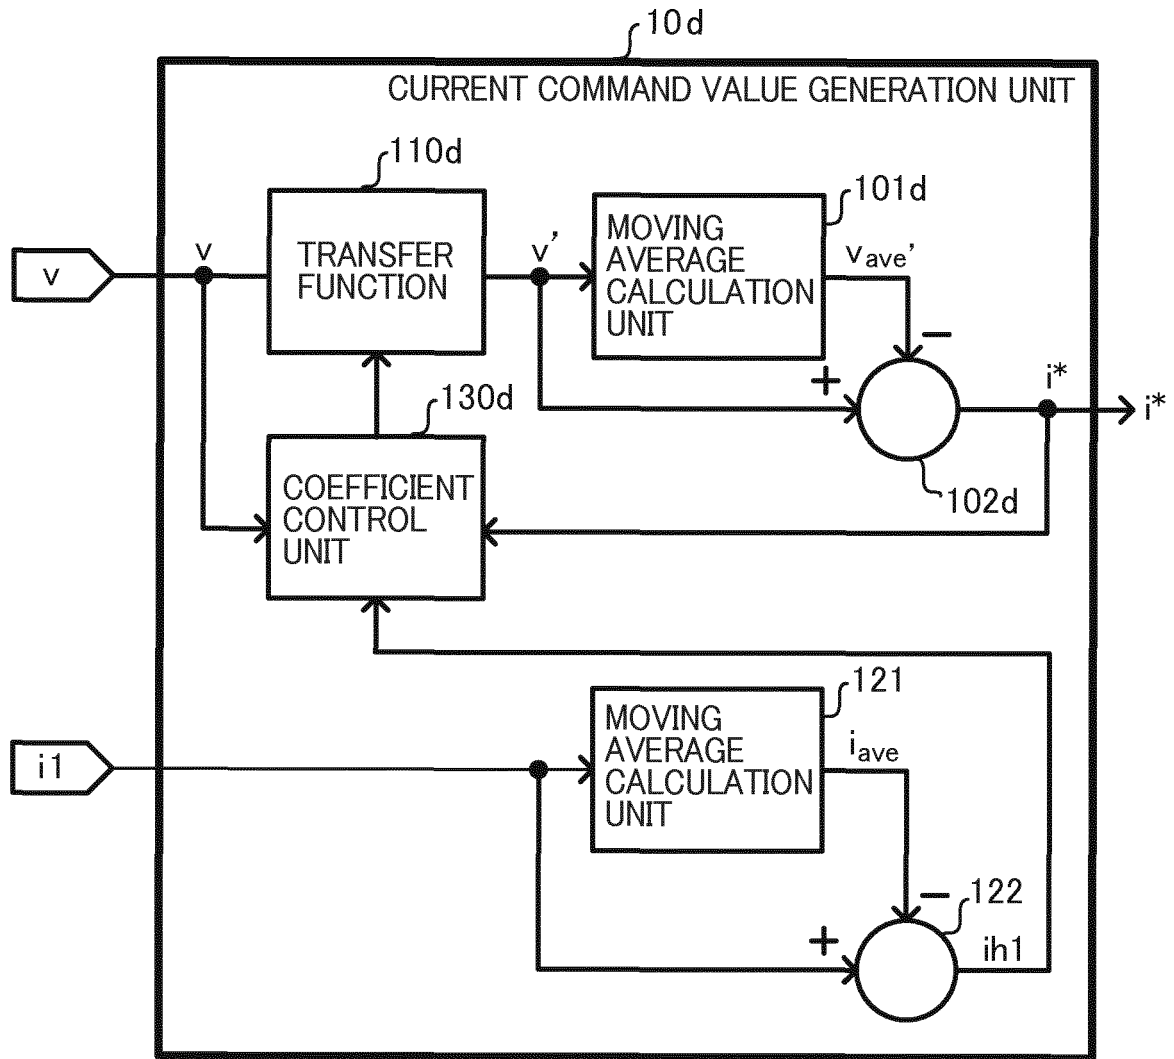 10d
CURRENT COMMAND VALUE GENERATION UNIT
110d
101d
v
v
TRANSFER
FUNCTION
v'
MOVING
AVERAGE
CALCULATION
UNIT
vave'
−
+
i*
i*
102d
130d
COEFFICIENT
CONTROL
UNIT
121
i1
MOVING
AVERAGE
CALCULATION
UNIT
iave
−
+
122
ih1